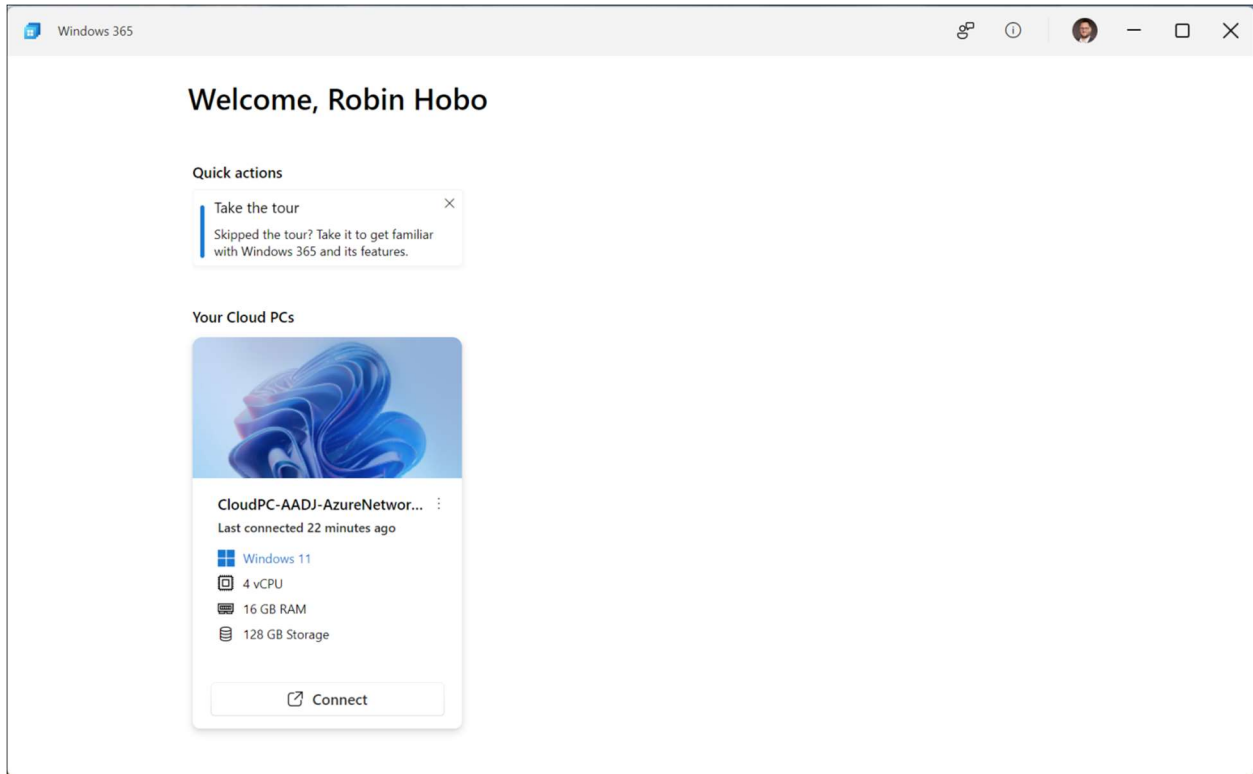 Windows 365
Welcome, Robin Hobo
Quick actions
Take the tour
Skipped the tour? Take it to get familiar
with Windows 365 and its features.
Your Cloud PCs
CloudPC-AADJ-AzureNetwor...
Last connected 22 minutes ago
Windows 11
4 vCPU
16 GB RAM
128 GB Storage
Connect